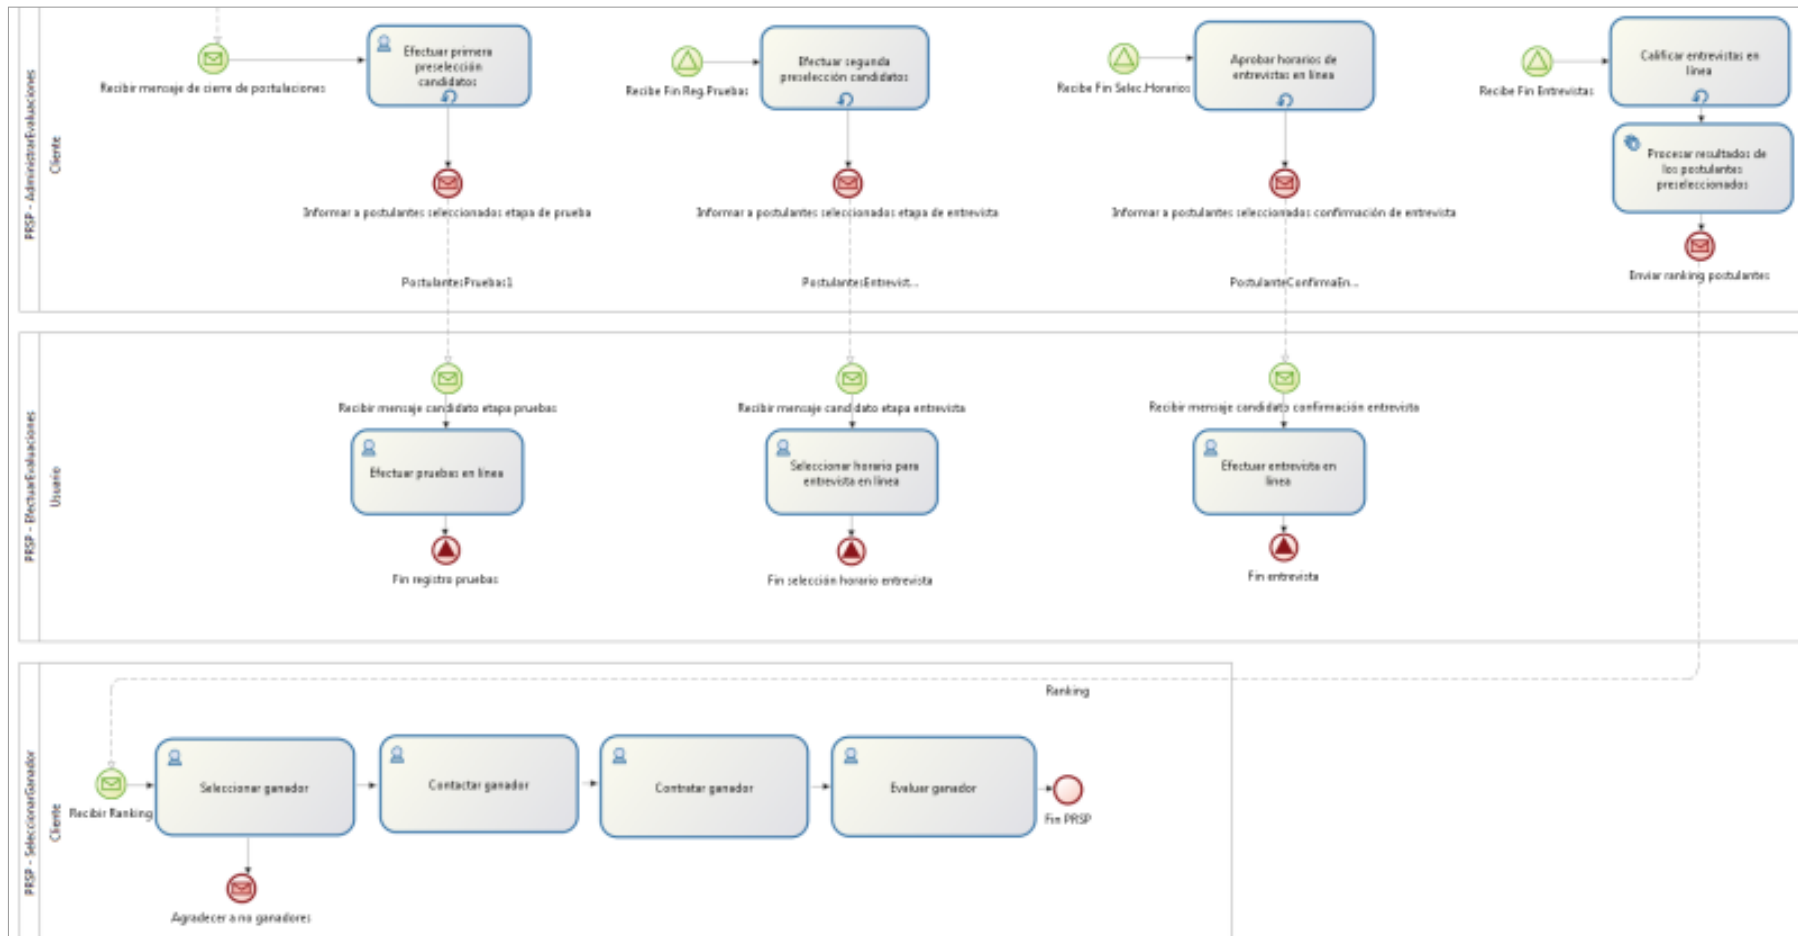 PRSP - AdministrarEvaluaciones
Cliente
Recibir mensaje de cierre de postulaciones
Efectuar primera
preselección
candidatos
Informar a postulantes seleccionados etapa de prueba
PostulantesPruebas1
Recibe Fin Reg.Pruebas
Efectuar segunda
preselección candidatos
Informar a postulantes seleccionados etapa de entrevista
PostulantesEntrevist...
Recibe Fin Selec.Horarios
Aprobar horarios de
entrevistas en línea
Informar a postulantes seleccionados confirmación de entrevista
PostulanteConfirmaEn...
Recibe Fin Entrevistas
Calificar entrevistas en
línea
Procesar resultados de
los postulantes
preseleccionados
Enviar ranking postulantes
PRSP - EfectuarEvaluaciones
Usuario
Recibir mensaje candidato etapa pruebas
Efectuar pruebas en línea
Fin registro pruebas
Recibir mensaje candidato etapa entrevista
Seleccionar horario para
entrevista en línea
Fin selección horario entrevista
Recibir mensaje candidato confirmación entrevista
Efectuar entrevista en
línea
Fin entrevista
PRSP - SeleccionarGanador
Cliente
Ranking
Recibir Ranking
Seleccionar ganador
Contactar ganador
Contratar ganador
Evaluar ganador
Fin PRSP
Agradecer a no ganadores